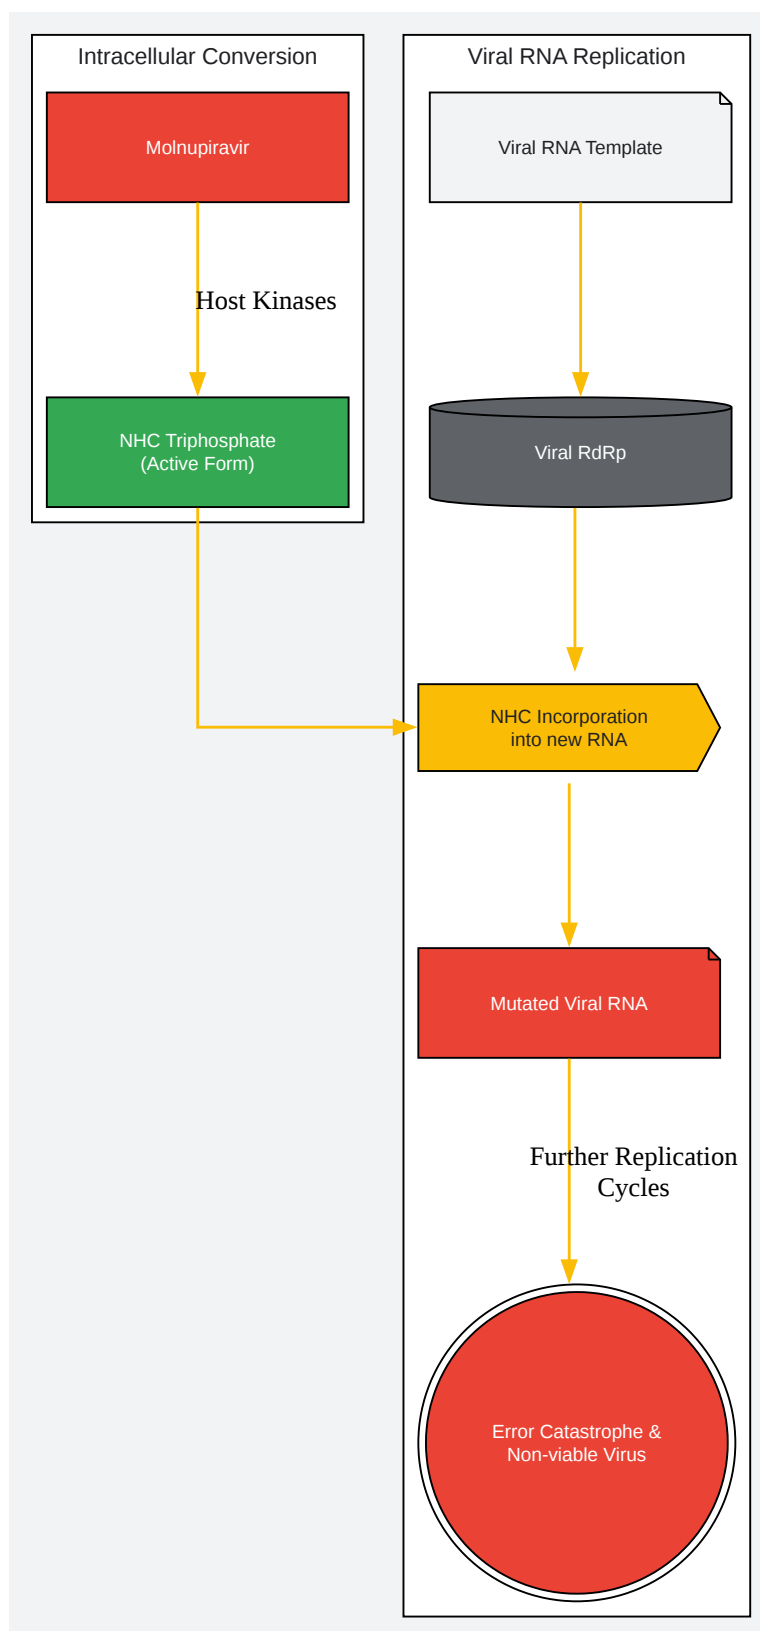 Intracellular Conversion
Molnupiravir
Host Kinases
NHC Triphosphate
(Active Form)
Viral RNA Replication
Viral RNA Template
Viral RdRp
NHC Incorporation
into new RNA
Mutated Viral RNA
Further Replication
Cycles
Error Catastrophe &
Non-viable Virus